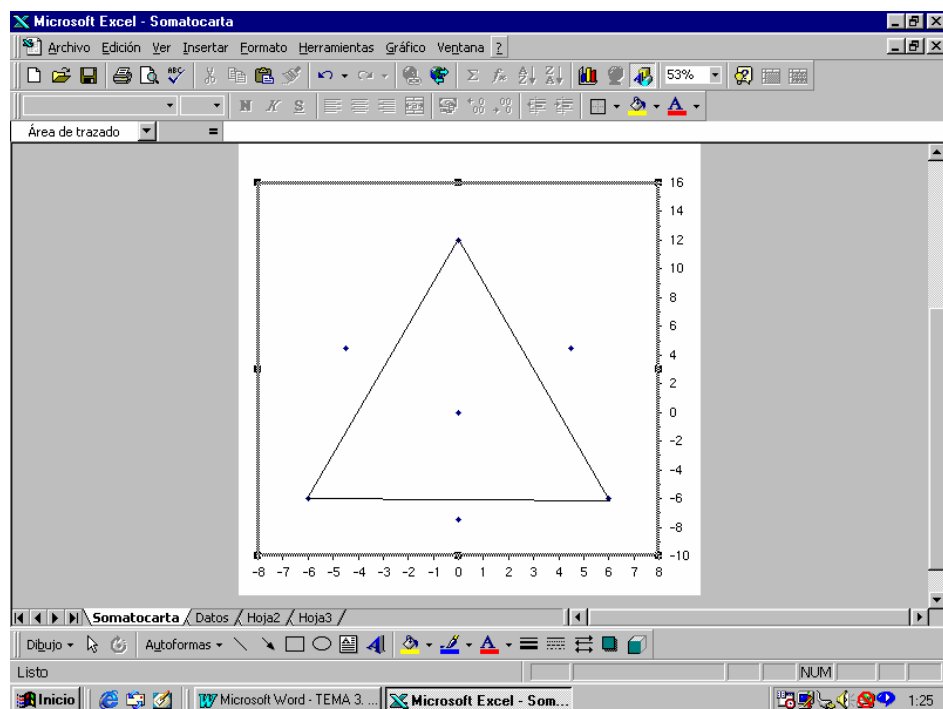 Microsoft Excel - Somatocarta
Archivo Edición Ver Insertar Formato Herramientas Gráfico Ventana ?
ABC Σ fx A Z Z A 53% ?
N K S A
Área de trazado =
16
14
12
10
8
6
4
2
0
-2
-4
-6
-8
-10
-8 -7 -6 -5 -4 -3 -2 -1 0 1 2 3 4 5 6 7 8
Somatocarta Datos Hoja2 Hoja3
Dibujo Autoformas A A
Listo NUM
Inicio Microsoft Word - TEMA 3. ... Microsoft Excel - Som... 1:25